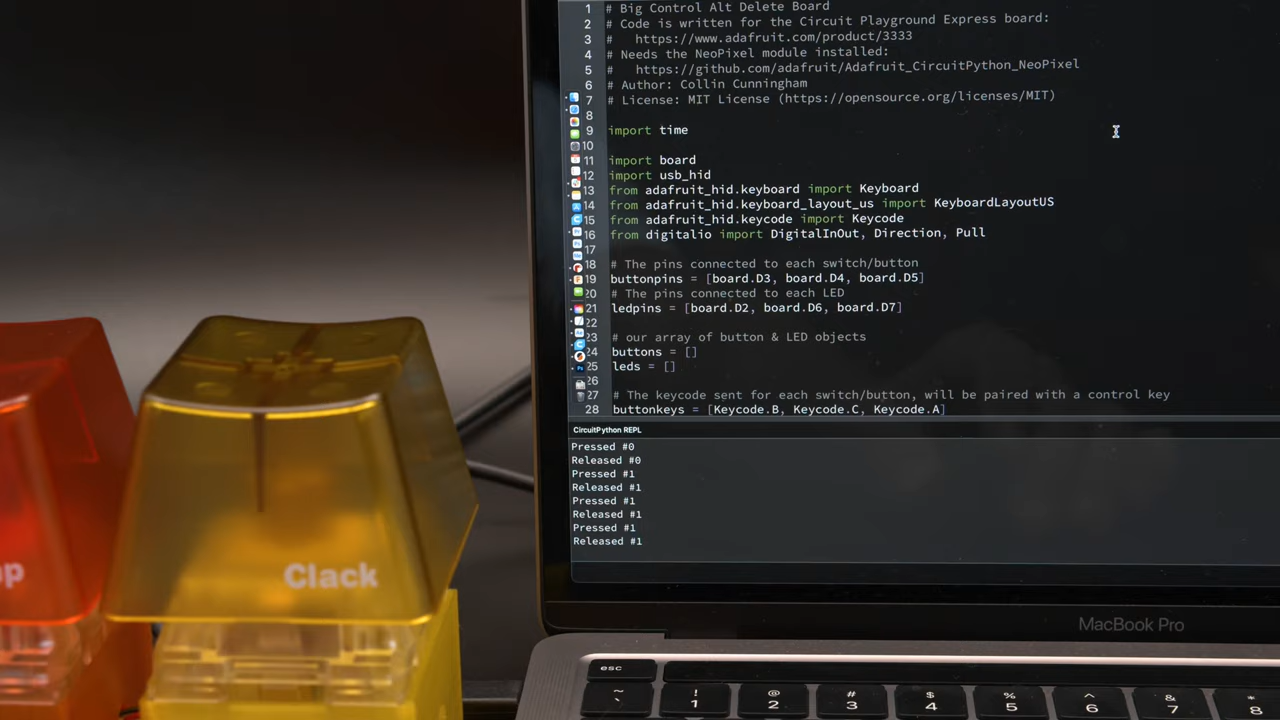 1 # Big Control Alt Delete Board
2 # Code is written for the Circuit Playground Express board:
3 #   https://www.adafruit.com/product/3333
4 # Needs the NeoPixel module installed:
5 #   https://github.com/adafruit/Adafruit_CircuitPython_NeoPixel
6 # Author: Collin Cunningham
7 # License: MIT License (https://opensource.org/licenses/MIT)
8
9 import time
10
11 import board
12 import usb_hid
13 from adafruit_hid.keyboard import Keyboard
14 from adafruit_hid.keyboard_layout_us import KeyboardLayoutUS
15 from adafruit_hid.keycode import Keycode
16 from digitalio import DigitalInOut, Direction, Pull
17
18 # The pins connected to each switch/button
19 buttonpins = [board.D3, board.D4, board.D5]
20 # The pins connected to each LED
21 ledpins = [board.D2, board.D6, board.D7]
22
23 # our array of button & LED objects
24 buttons = []
25 leds = []
26
27 # The keycode sent for each switch/button, will be paired with a control key
28 buttonkeys = [Keycode.B, Keycode.C, Keycode.A]
CircuitPython REPL
Pressed #0
Released #0
Pressed #1
Released #1
Pressed #1
Released #1
Pressed #1
Released #1
Clack
MacBook Pro
esc
~ ! @ # $ % ^ & *
` 1 2 3 4 5 6 7 8